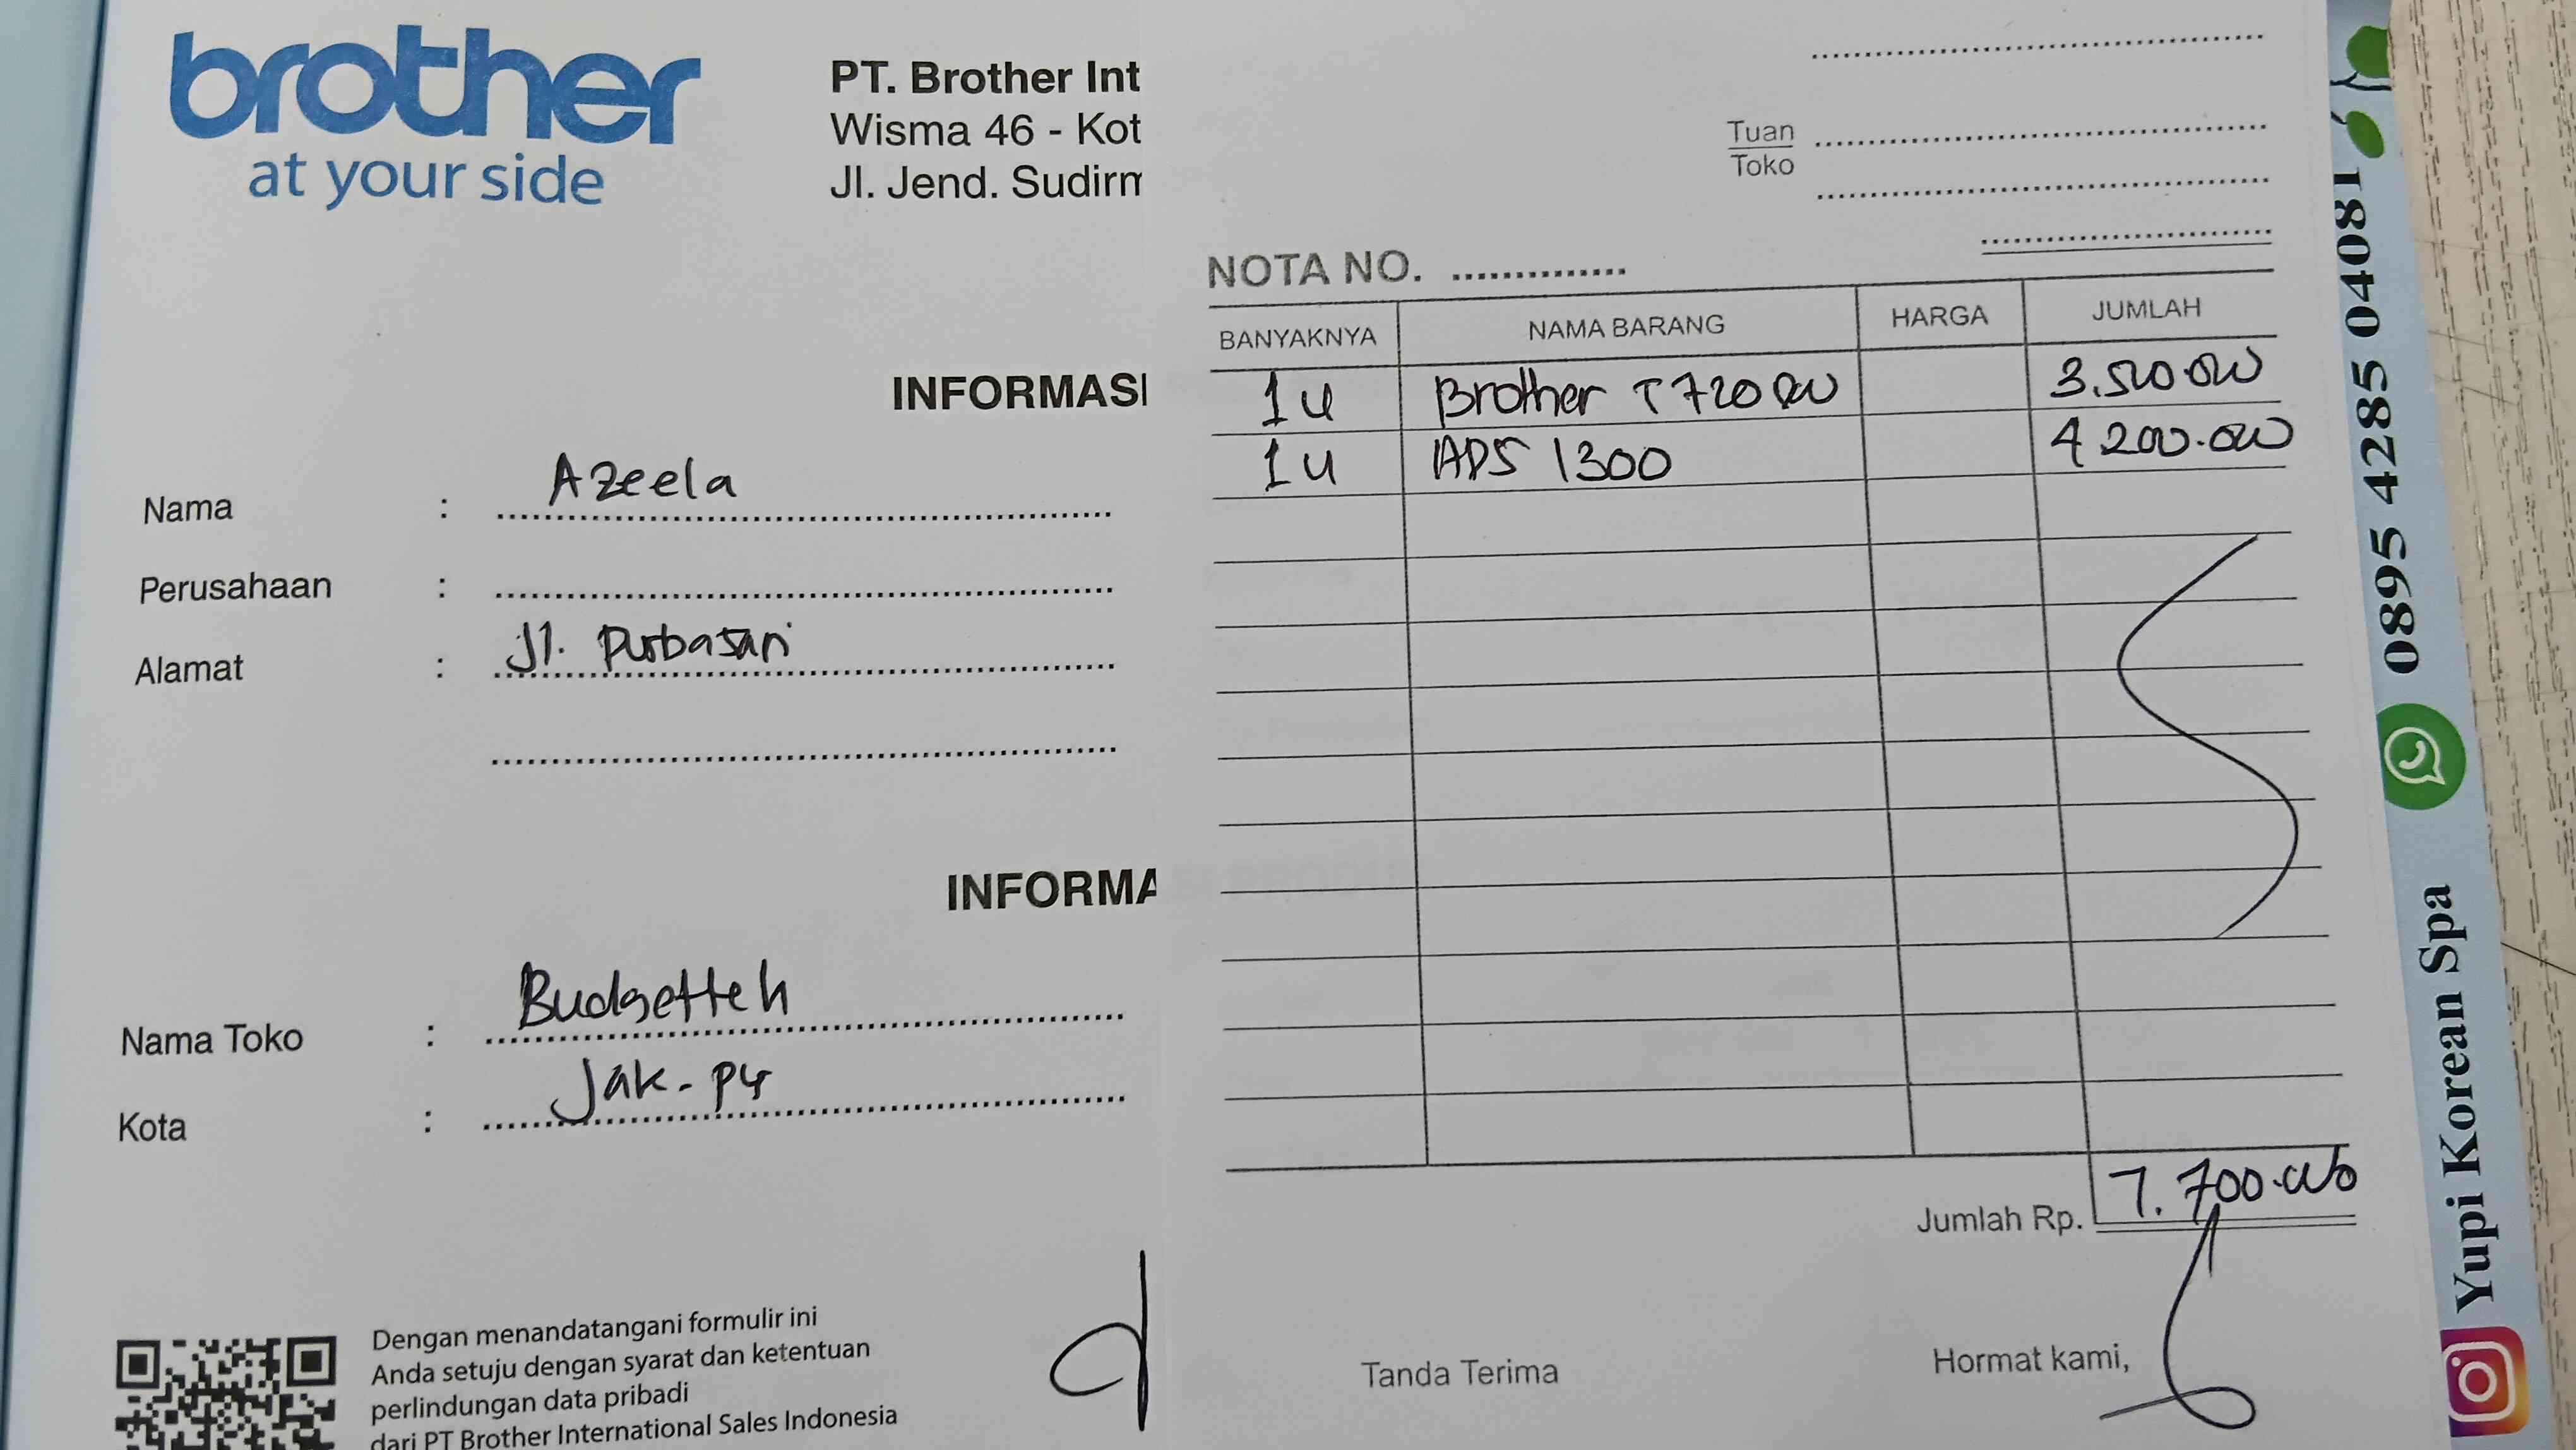 brother
at your side
PT. Brother Int
Wisma 46 - Kot
Jl. Jend. Sudirm
INFORMASI
Nama : Azeela
Perusahaan :
Alamat : Jl. Purbasari
INFORMA
Nama Toko : Budgetteh
Kota : Jak-pst
Dengan menandatangani formulir ini
Anda setuju dengan syarat dan ketentuan
perlindungan data pribadi
dari PT Brother International Sales Indonesia
Tuan
Toko
NOTA NO.
BANYAKNYA NAMA BARANG HARGA JUMLAH
1 u Brother T720DW 3.500.000
1 u ADS 1300 4 200.000
Jumlah Rp. 7.700.000
Tanda Terima Hormat kami,
0895 4285 04081
Yupi Korean Spa